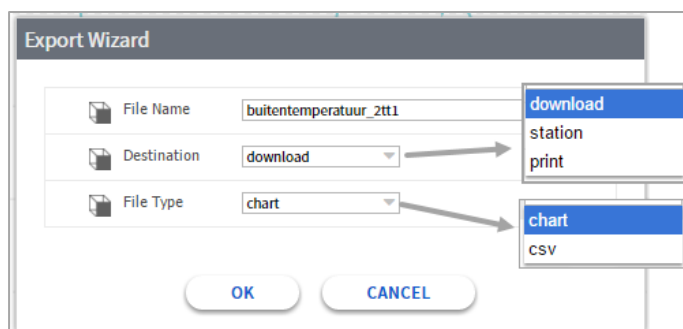 Export Wizard
File Name
buitentemperatuur_2tt1
Destination
download
File Type
chart
OK
CANCEL
download
station
print
chart
csv